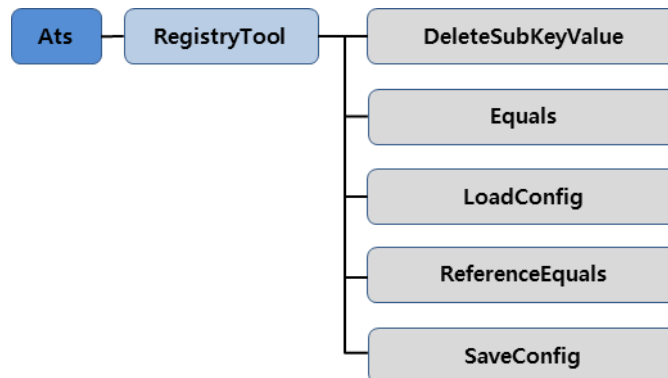 Ats
RegistryTool
DeleteSubKeyValue
Equals
LoadConfig
ReferenceEquals
SaveConfig